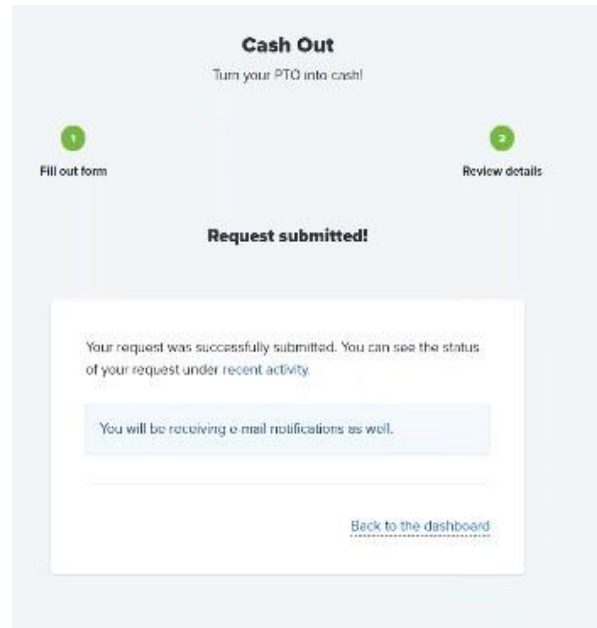 Cash Out
Turn your PTO into cash!
1
2
Fill out form
Review details
Request submitted!
Your request was successfully submitted. You can see the status
of your request under recent activity.
You will be receiving e-mail notifications as well.
Back to the dashboard